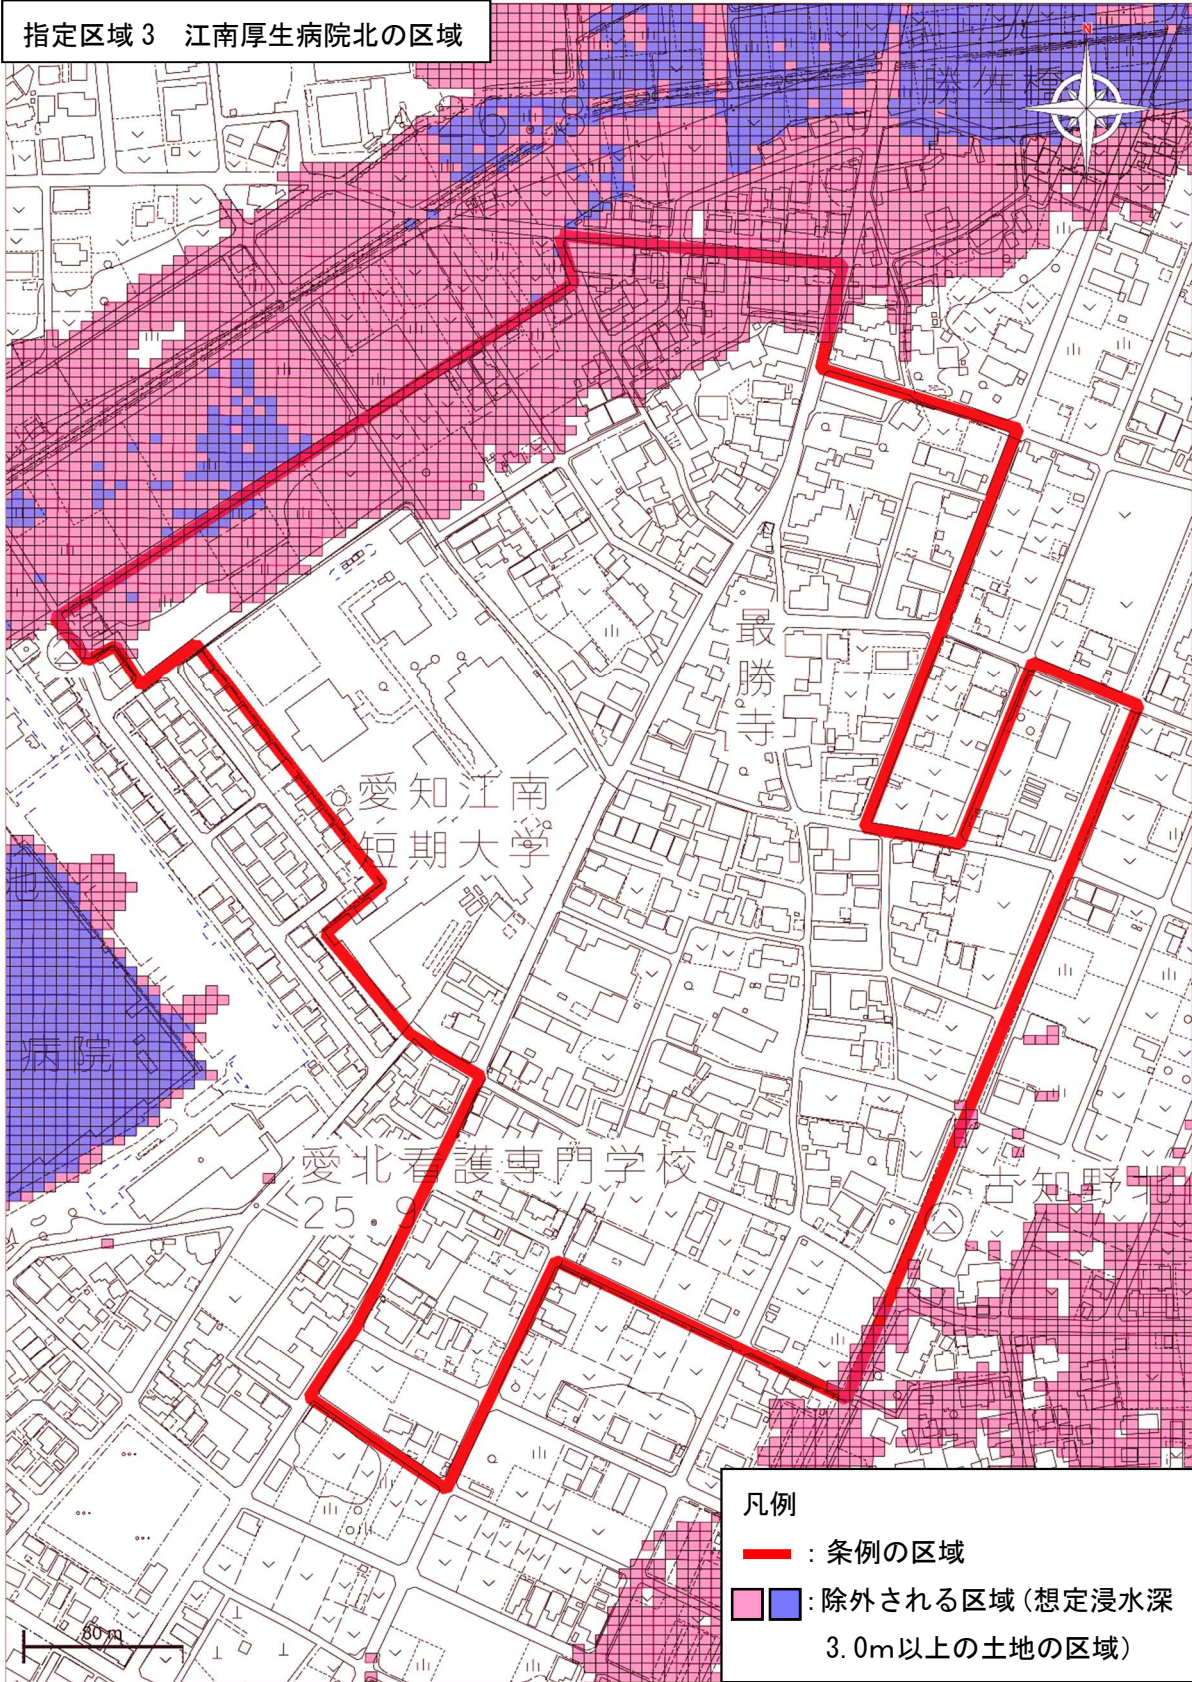 指定区域３　江南厚生病院北の区域
N
勝佐橋
最勝寺
愛知江南
短期大学
池
病院
愛北看護専門学校
25.9
古知野北
凡例
：条例の区域
：除外される区域（想定浸水深
3.0ｍ以上の土地の区域）
80 m